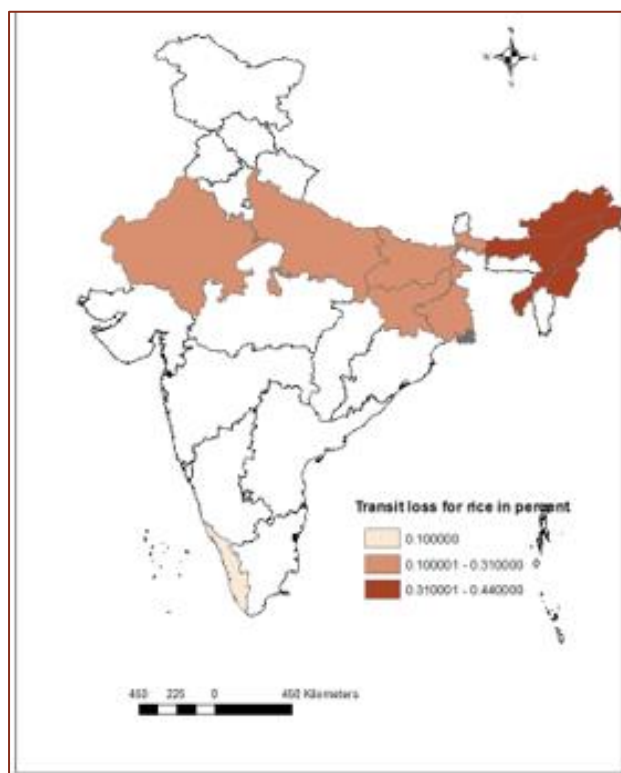 N
W E
S
Transit loss for rice in percent
0.100000
0.100001 - 0.310000
0.310001 - 0.440000
450 225 0 450 Kilometers